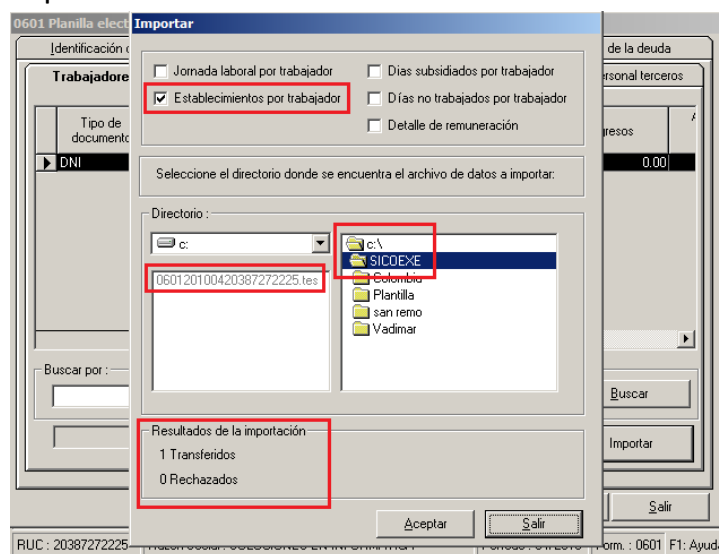 0601 Planilla elect
Importar
Identificación
de la deuda
Trabajadore
ersonal terceros
Jornada laboral por trabajador
Dias subsidiados por trabajador
Establecimientos por trabajador
Días no trabajados por trabajador
Detalle de remuneración
Tipo de
documento
gresos
DNI
0.00
Seleccione el directorio donde se encuentra el archivo de datos a importar:
Directorio :
c:
c:\
SICOEXE
060120100420387272225.tes
Colombia
Plantilla
san remo
Vadimar
Buscar por :
Buscar
Resultados de la importación
1 Transferidos
0 Rechazados
Importar
Aceptar
Salir
Salir
RUC : 20387272225
orm. : 0601
F1: Ayud